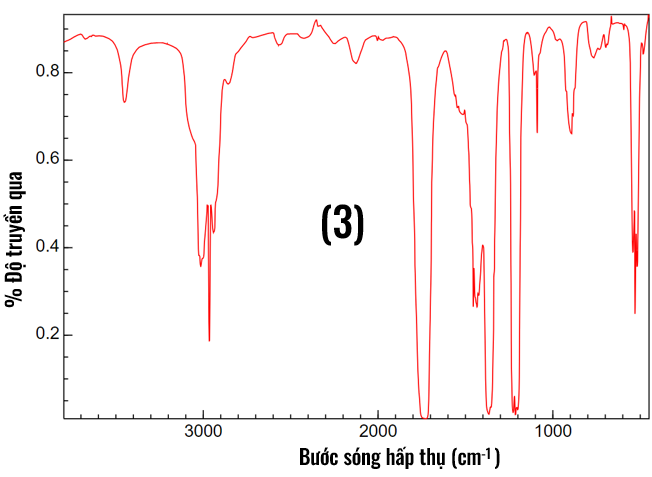 0.8
0.6
0.4
0.2
% Độ truyền qua
(3)
3000 2000 1000
Bước sóng hấp thụ (cm-1)